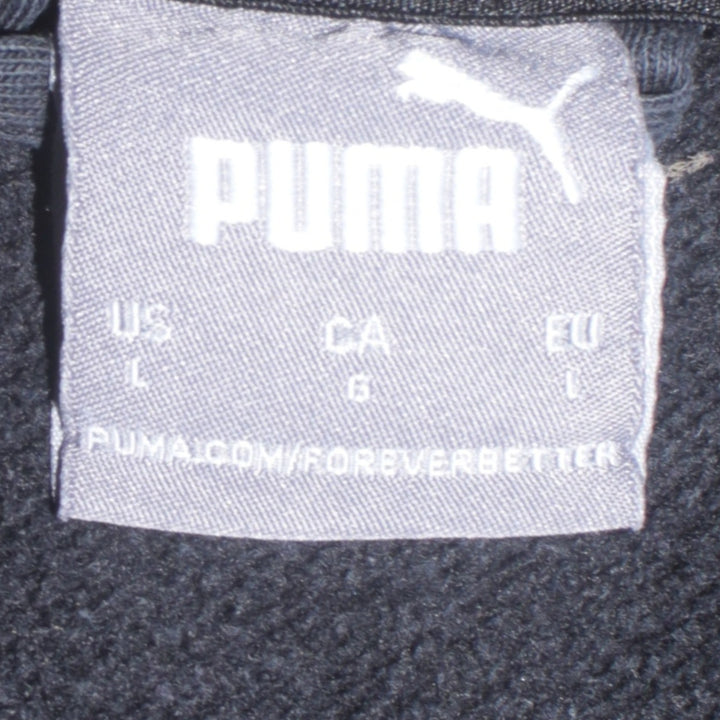 PUMA
US CA EU
L G L
PUMA.COM/FOREVERBETTER